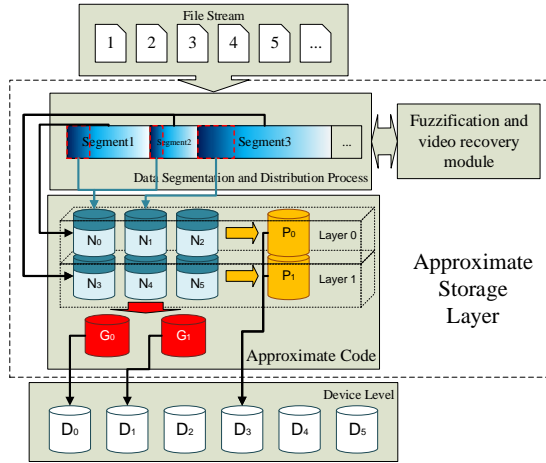 File Stream
1 2 3 4 5 ...
Segment1 Segment2 Segment3 ...
Data Segmentation and Distribution Process
Fuzzification and
video recovery
module
N0 N1 N2 P0
Layer 0
N3 N4 N5 P1
Layer 1
G0 G1
Approximate Code
Approximate
Storage
Layer
Device Level
D0 D1 D2 D3 D4 D5